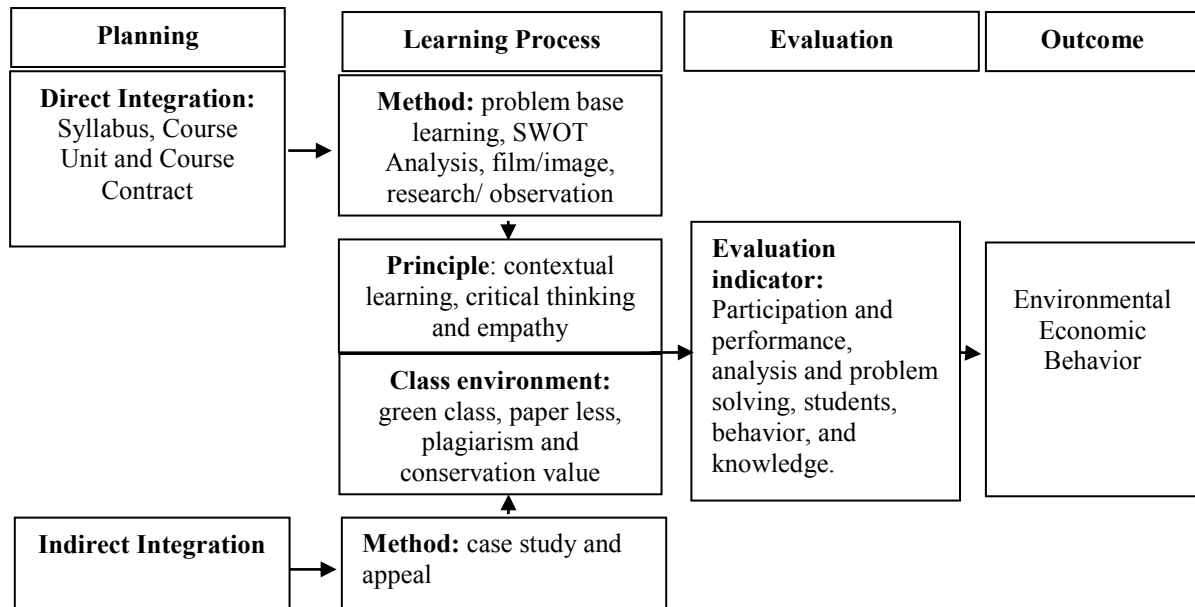 Planning
Learning Process
Evaluation
Outcome
Direct Integration:
Syllabus, Course
Unit and Course
Contract
Method: problem base
learning, SWOT
Analysis, film/image,
research/ observation
Principle: contextual
learning, critical thinking
and empathy
Class environment:
green class, paper less,
plagiarism and
conservation value
Evaluation
indicator:
Participation and
performance,
analysis and problem
solving, students,
behavior, and
knowledge.
Environmental
Economic
Behavior
Indirect Integration
Method: case study and
appeal